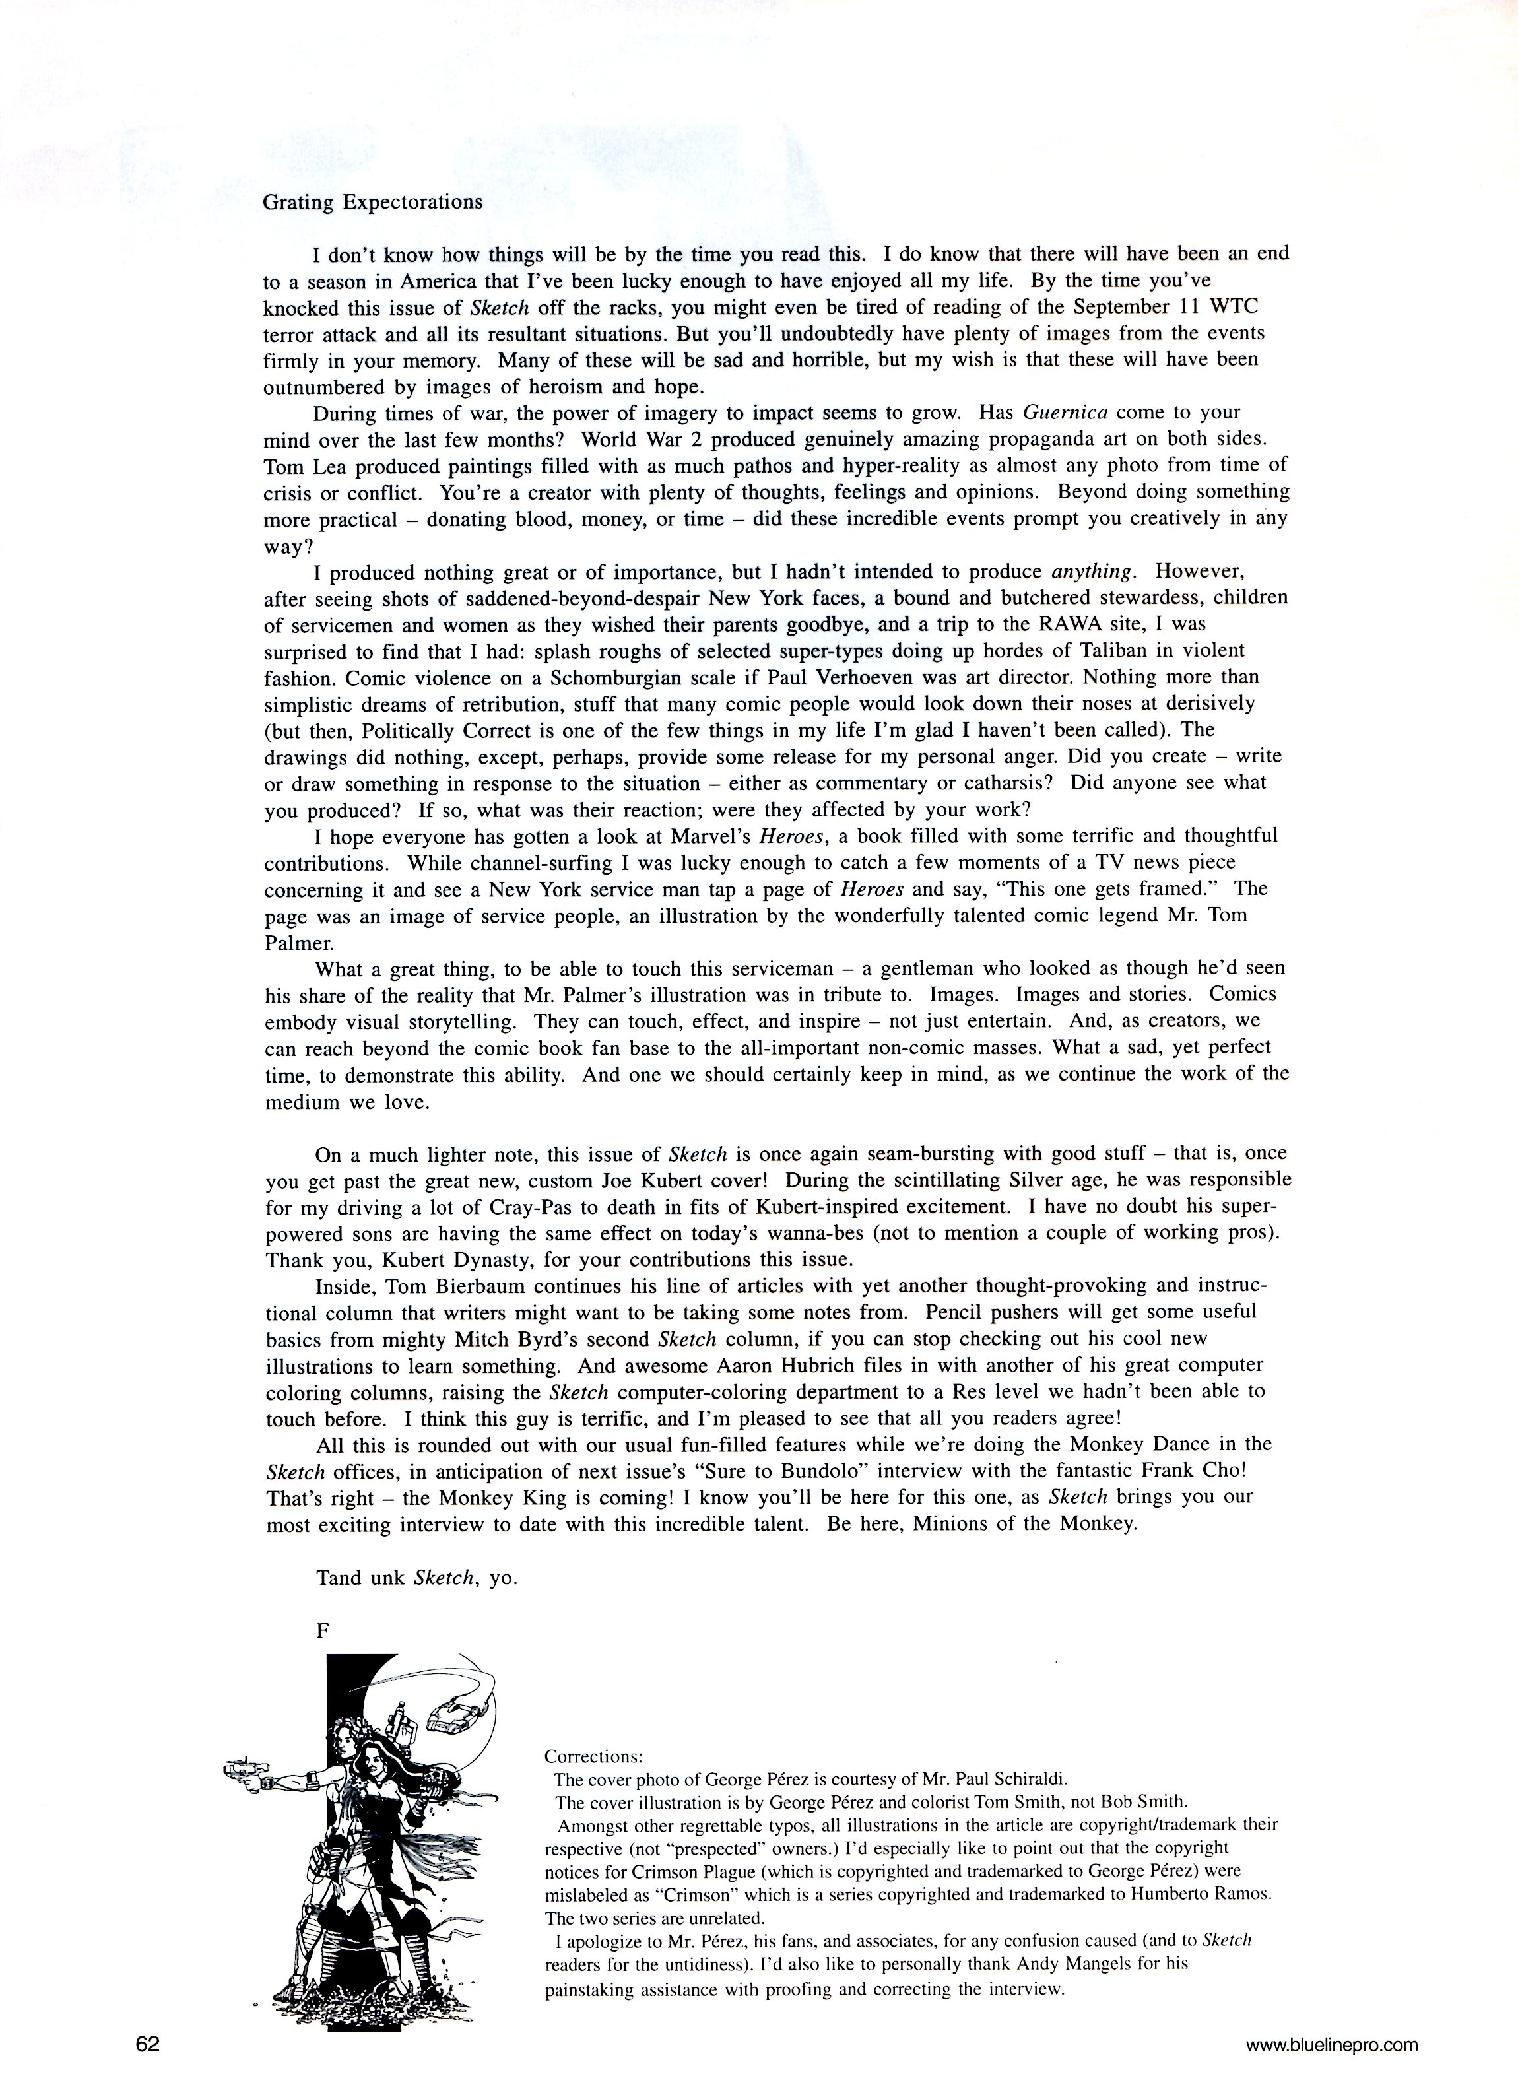 Grating Expectorations
I don't know how things will be by the time you read this. I do know that there will have been an end
to a season in America that I've been lucky enough to have enjoyed all my life. By the time you've
knocked this issue of Sketch off the racks, you might even be tired of reading of the September 11 WTC
terror attack and all its resultant situations. But you'll undoubtedly have plenty of images from the events
firmly in your memory. Many of these will be sad and horrible, but my wish is that these will have been
outnumbered by images of heroism and hope.
During times of war, the power of imagery to impact seems to grow. Has Guernica come to your
mind over the last few months? World War 2 produced genuinely amazing propaganda art on both sides.
Tom Lea produced paintings filled with as much pathos and hyper-reality as almost any photo from time of
crisis or conflict. You're a creator with plenty of thoughts, feelings and opinions. Beyond doing something
more practical – donating blood, money, or time – did these incredible events prompt you creatively in any
way?
I produced nothing great or of importance, but I hadn't intended to produce anything. However,
after seeing shots of saddened-beyond-despair New York faces, a bound and butchered stewardess, children
of servicemen and women as they wished their parents goodbye, and a trip to the RAWA site, I was
surprised to find that I had: splash roughs of selected super-types doing up hordes of Taliban in violent
fashion. Comic violence on a Schomburgian scale if Paul Verhoeven was art director. Nothing more than
simplistic dreams of retribution, stuff that many comic people would look down their noses at derisively
(but then, Politically Correct is one of the few things in my life I'm glad I haven't been called). The
drawings did nothing, except, perhaps, provide some release for my personal anger. Did you create – write
or draw something in response to the situation – either as commentary or catharsis? Did anyone see what
you produced? If so, what was their reaction; were they affected by your work?
I hope everyone has gotten a look at Marvel's Heroes, a book filled with some terrific and thoughtful
contributions. While channel-surfing I was lucky enough to catch a few moments of a TV news piece
concerning it and see a New York service man tap a page of Heroes and say, “This one gets framed.” The
page was an image of service people, an illustration by the wonderfully talented comic legend Mr. Tom
Palmer.
What a great thing, to be able to touch this serviceman – a gentleman who looked as though he'd seen
his share of the reality that Mr. Palmer's illustration was in tribute to. Images. Images and stories. Comics
embody visual storytelling. They can touch, effect, and inspire – not just entertain. And, as creators, we
can reach beyond the comic book fan base to the all-important non-comic masses. What a sad, yet perfect
time, to demonstrate this ability. And one we should certainly keep in mind, as we continue the work of the
medium we love.
On a much lighter note, this issue of Sketch is once again seam-bursting with good stuff – that is, once
you get past the great new, custom Joe Kubert cover! During the scintillating Silver age, he was responsible
for my driving a lot of Cray-Pas to death in fits of Kubert-inspired excitement. I have no doubt his super-
powered sons are having the same effect on today's wanna-bes (not to mention a couple of working pros).
Thank you, Kubert Dynasty, for your contributions this issue.
Inside, Tom Bierbaum continues his line of articles with yet another thought-provoking and instruc-
tional column that writers might want to be taking some notes from. Pencil pushers will get some useful
basics from mighty Mitch Byrd's second Sketch column, if you can stop checking out his cool new
illustrations to learn something. And awesome Aaron Hubrich files in with another of his great computer
coloring columns, raising the Sketch computer-coloring department to a Res level we hadn't been able to
touch before. I think this guy is terrific, and I'm pleased to see that all you readers agree!
All this is rounded out with our usual fun-filled features while we're doing the Monkey Dance in the
Sketch offices, in anticipation of next issue's “Sure to Bundolo” interview with the fantastic Frank Cho!
That's right – the Monkey King is coming! I know you'll be here for this one, as Sketch brings you our
most exciting interview to date with this incredible talent. Be here, Minions of the Monkey.
Tand unk Sketch, yo.
F
Corrections:
The cover photo of George Pérez is courtesy of Mr. Paul Schiraldi.
The cover illustration is by George Pérez and colorist Tom Smith, not Bob Smith.
Amongst other regrettable typos, all illustrations in the article are copyright/trademark their
respective (not “prespected” owners.) I'd especially like to point out that the copyright
notices for Crimson Plague (which is copyrighted and trademarked to George Pérez) were
mislabeled as “Crimson” which is a series copyrighted and trademarked to Humberto Ramos.
The two series are unrelated.
I apologize to Mr. Pérez, his fans, and associates, for any confusion caused (and to Sketch
readers for the untidiness). I'd also like to personally thank Andy Mangels for his
painstaking assistance with proofing and correcting the interview.
62
www.bluelinepro.com